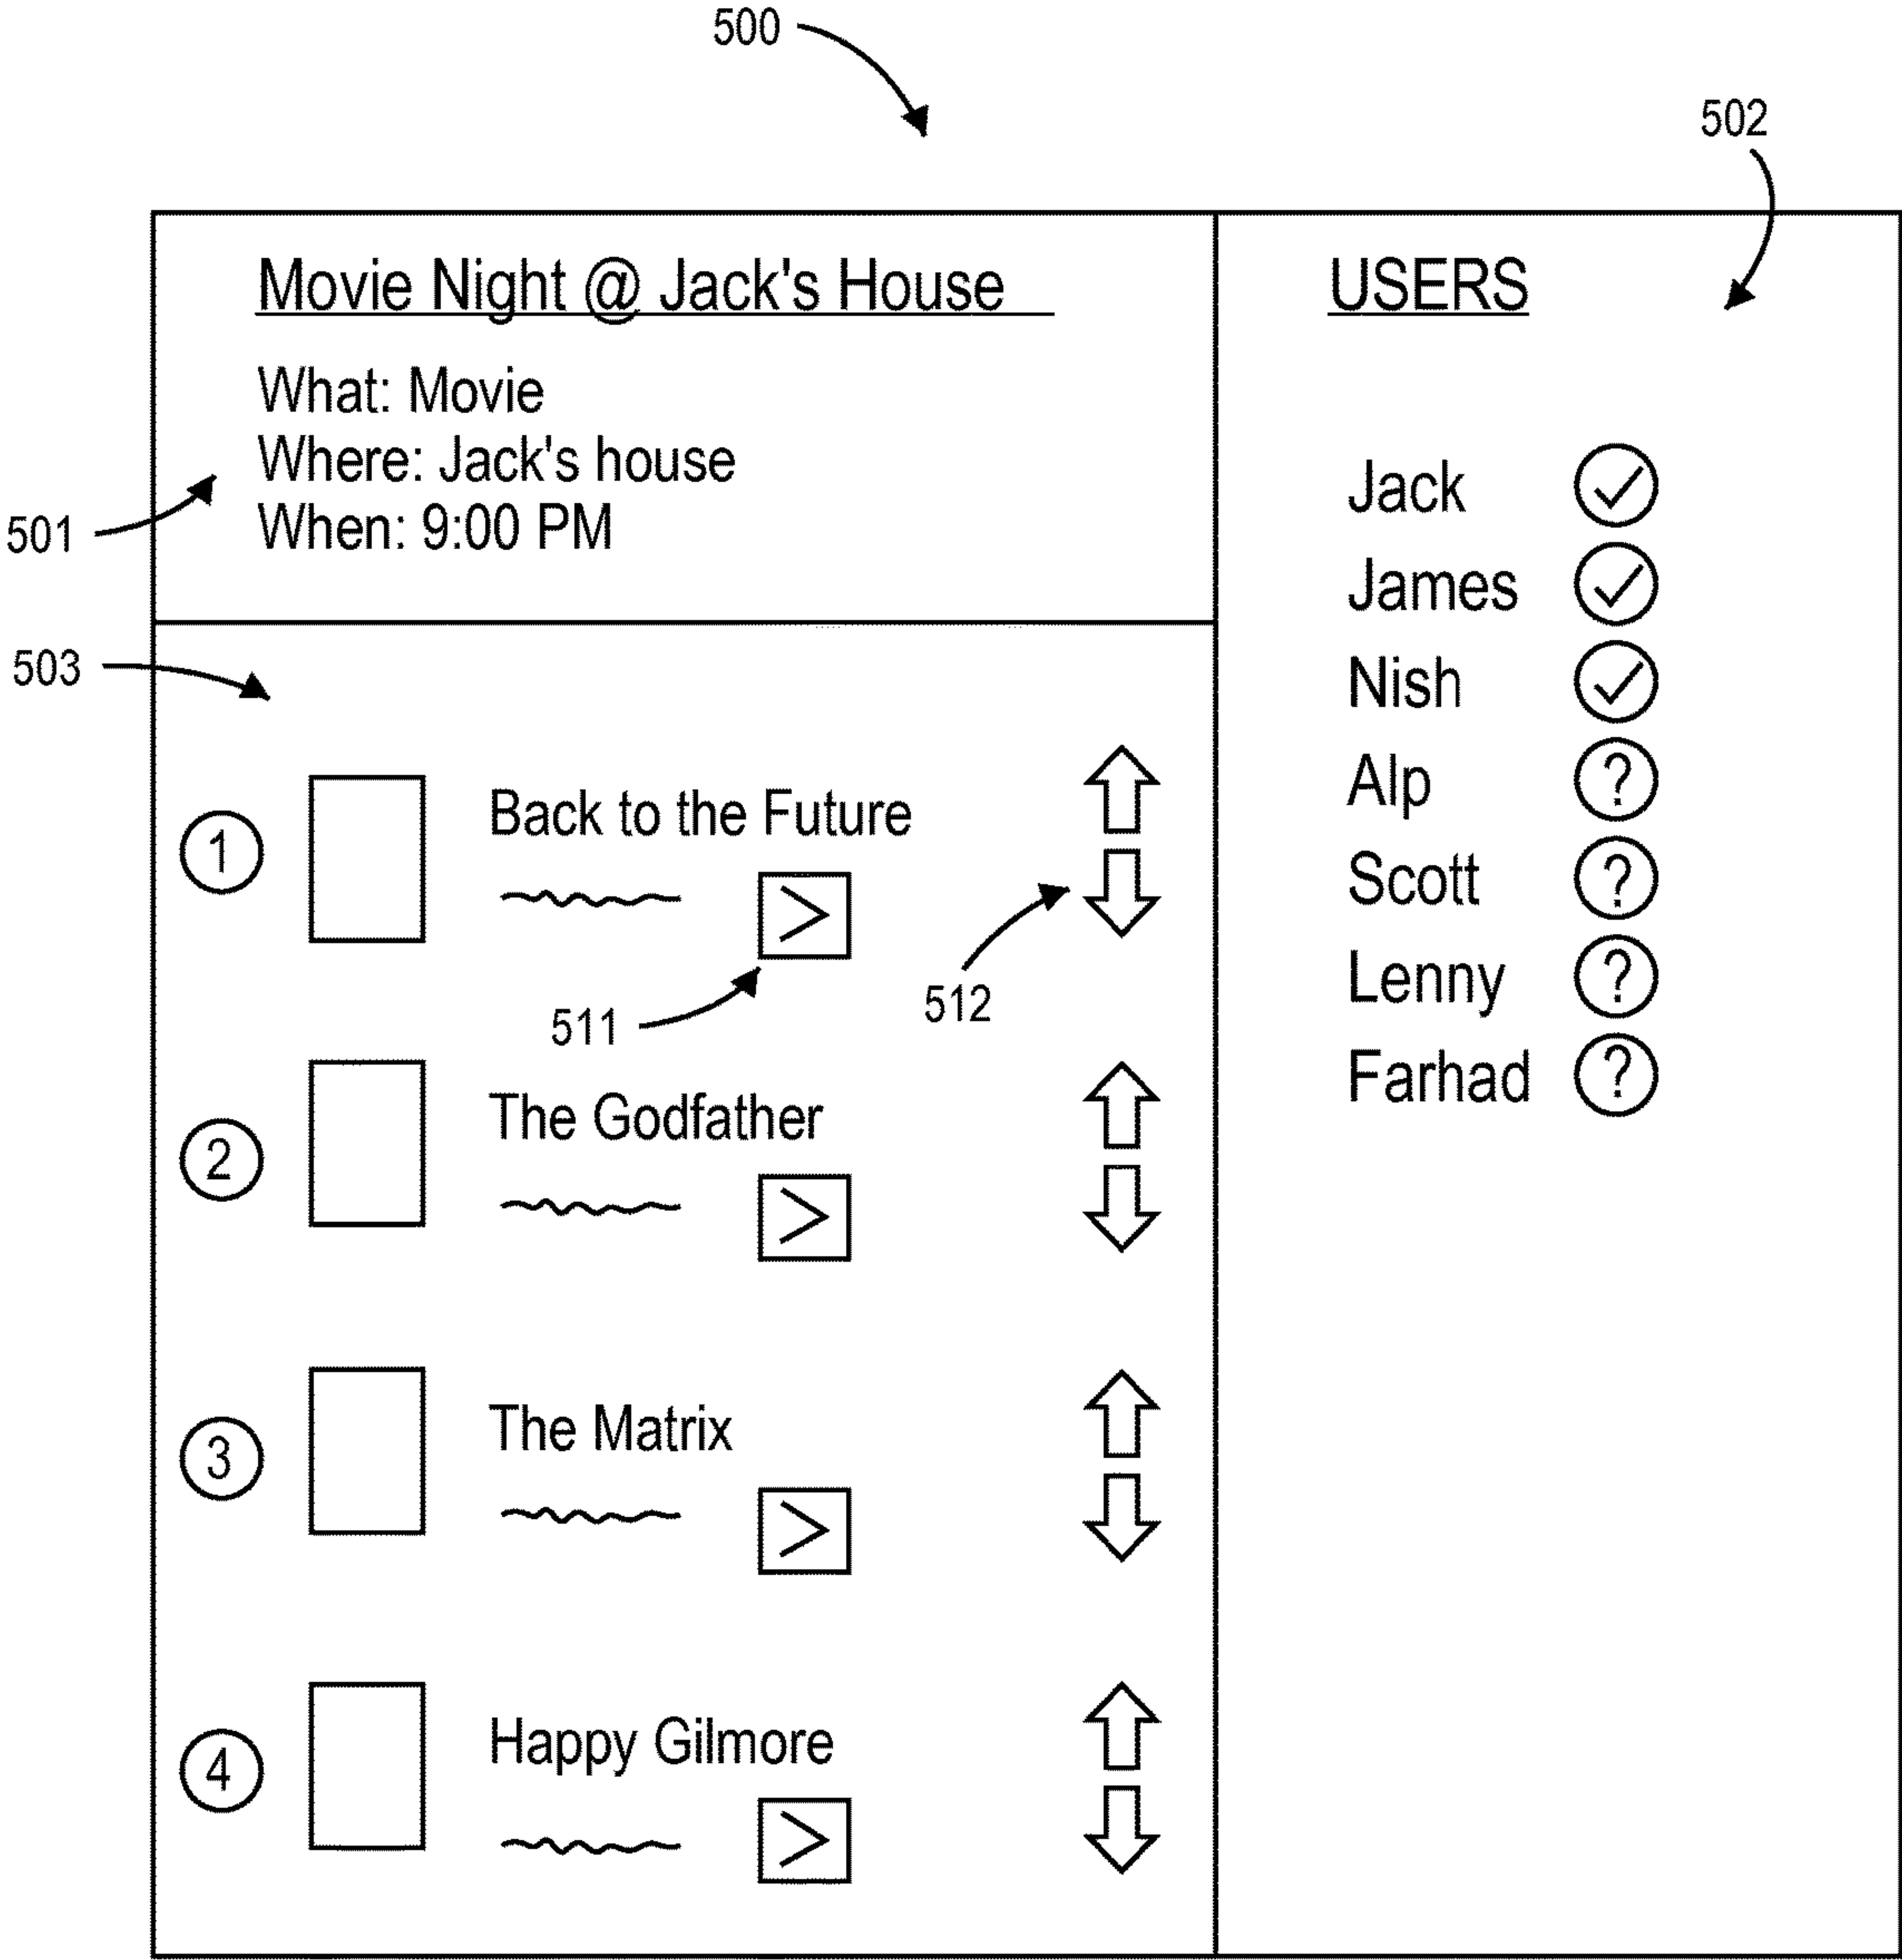 500
502
Movie Night @ Jack's House
What: Movie
Where: Jack's house
When: 9:00 PM
501
503
1
Back to the Future
>
511
512
2
The Godfather
>
3
The Matrix
>
4
Happy Gilmore
>
USERS
Jack
James
Nish
Alp ?
Scott ?
Lenny ?
Farhad ?